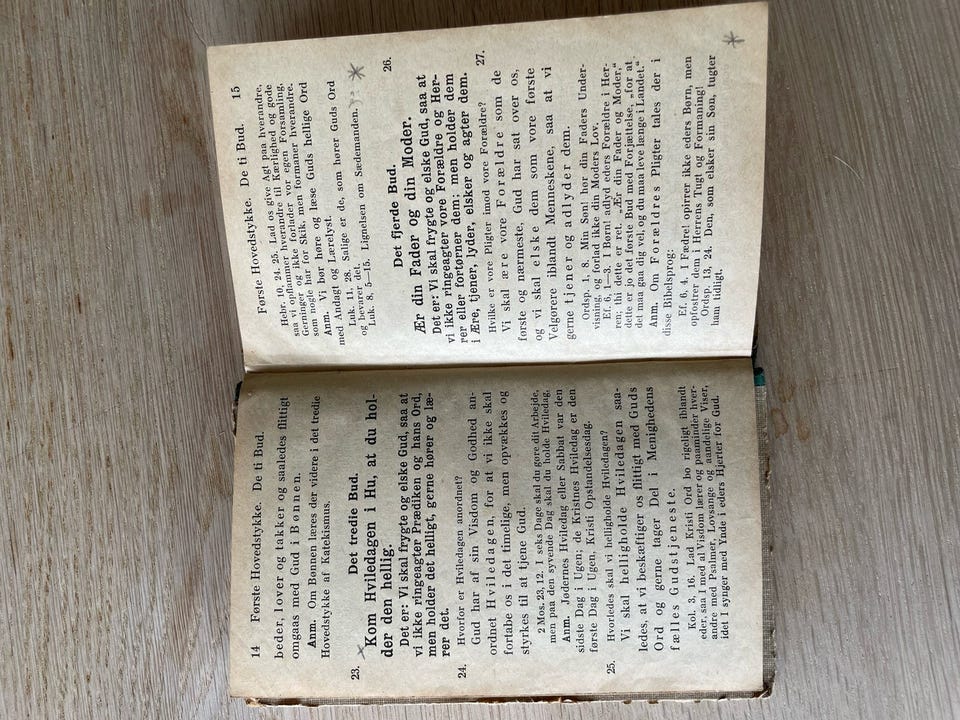 14 Første Hovedstykke. De ti Bud.
beder, lover og takker og saaledes flittigt
omgaas med Gud i Bønnen.
Anm. Om Bønnen læres der videre i det tredie
Hovedstykke af Katekismus.
Det tredie Bud.
23. Kom Hviledagen i Hu, at du hol-
der den hellig.
Det er: Vi skal frygte og elske Gud, saa at
vi ikke ringeagter Prædiken og hans Ord,
men holder det helligt, gerne hører og læ-
rer det.
24. Hvorfor er Hviledagen anordnet?
Gud har af sin Visdom og Godhed an-
ordnet Hviledagen, for at vi ikke skal
fortabe os i det timelige, men opvækkes og
styrkes til at tjene Gud.
2 Mos. 23, 12. I seks Dage skal du gøre dit Arbejde,
men paa den syvende Dag skal du holde Hviledag.
Anm. Jødernes Hviledag eller Sabbat var den
sidste Dag i Ugen; de Kristnes Hviledag er den
første Dag i Ugen, Kristi Opstandelsesdag.
25. Hvorledes skal vi helligholde Hviledagen?
Vi skal helligholde Hviledagen saa-
ledes, at vi beskæftiger os flittigt med Guds
Ord og gerne tager Del i Menighedens
fælles Gudstjeneste.
Kol. 3, 16. Lad Kristi Ord bo rigeligt iblandt
eder, saa I med al Visdom lærer og paaminder hver-
andre med Psalmer, Lovsange og aandelige Viser,
idet I synger med Ynde i eders Hjerter for Gud.
Første Hovedstykke. De ti Bud. 15
Hebr. 10, 24. 25. Lad os give Agt paa hverandre,
saa vi opflammer hverandre til Kærlighed og gode
Gerninger og ikke forlader vor egen Forsamling,
som nogle har for Skik, men formaner hverandre.
Anm. Vi bør høre og læse Guds hellige Ord
med Andagt og Lærelyst.
Luk. 11, 28. Salige er de, som hører Guds Ord
og bevarer det.
Luk. 8, 5—15. Lignelsen om Sædemanden.
Det fjerde Bud. 26.
Ær din Fader og din Moder.
Det er: Vi skal frygte og elske Gud, saa at
vi ikke ringeagter vore Forældre og Her-
rer eller fortørner dem; men holder dem
i Ære, tjener, lyder, elsker og agter dem.
Hvilke er vore Pligter imod vore Forældre? 27.
Vi skal ære vore Forældre som de
første og nærmeste, Gud har sat over os,
og vi skal elske dem som vore første
Velgørere iblandt Menneskene, saa at vi
gerne tjener og adlyder dem.
Ordsp. 1, 8. Min Søn! hør din Faders Under-
visning, og forlad ikke din Moders Lov.
Ef. 6, 1—3. I Børn! adlyd eders Forældre i Her-
ren; thi dette er ret. „Ær din Fader og Moder,“
dette er jo det første Bud med Forjættelse, „for at
det maa gaa dig vel, og du maa leve længe i Landet.“
Anm. Om Forældres Pligter tales der i
disse Bibelsprog:
Ef. 6, 4. I Fædre! opirrer ikke eders Børn, men
opfostrer dem i Herrens Tugt og Formaning!
Ordsp. 13, 24. Den, som elsker sin Søn, tugter
ham tidligt.